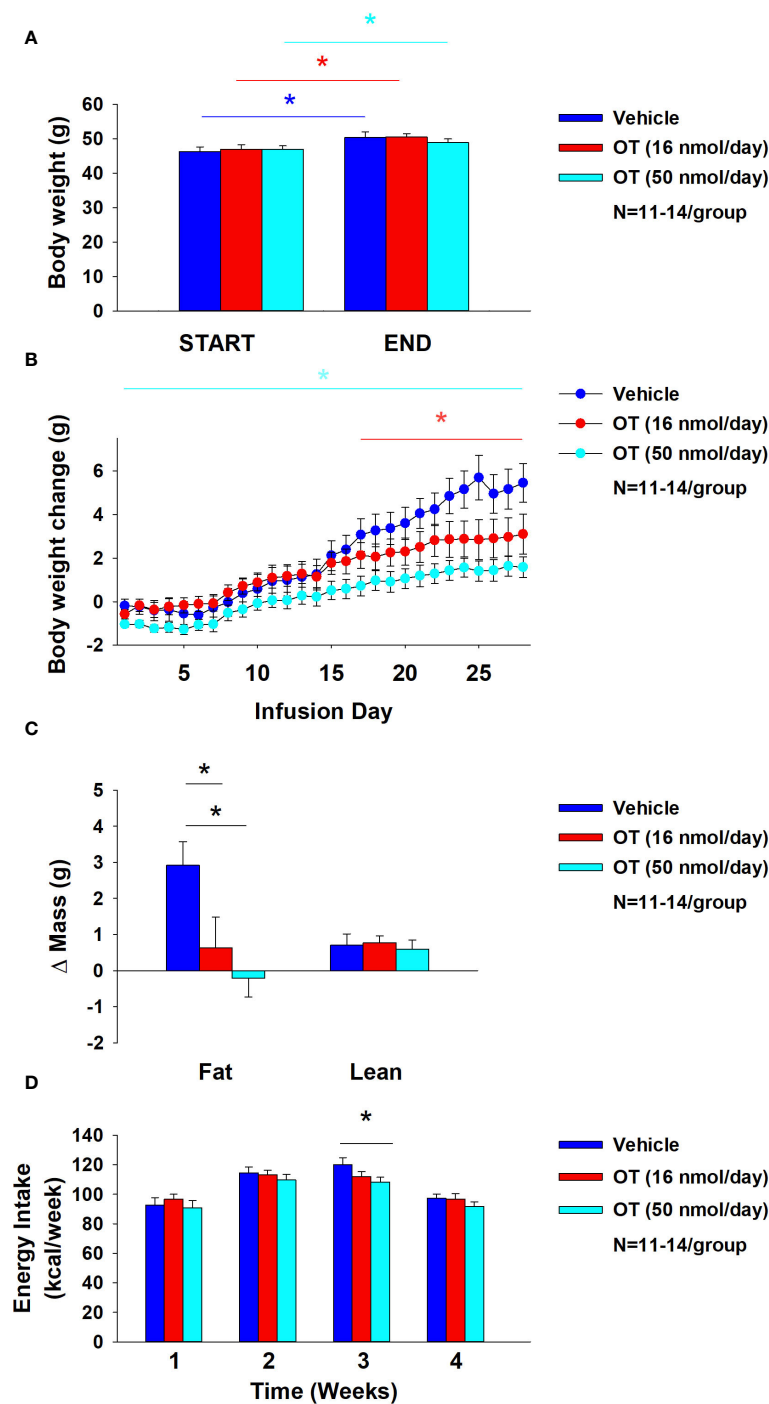 A
*
*
*
60
50
40
30
20
10
0
Body weight (g)
START
END
Vehicle
OT (16 nmol/day)
OT (50 nmol/day)
N=11-14/group
B
*
*
6
4
2
0
-2
Body weight change (g)
5
10
15
20
25
Infusion Day
Vehicle
OT (16 nmol/day)
OT (50 nmol/day)
N=11-14/group
C
*
*
5
4
3
2
1
0
-1
-2
Δ Mass (g)
Fat
Lean
Vehicle
OT (16 nmol/day)
OT (50 nmol/day)
N=11-14/group
D
*
140
120
100
80
60
40
20
0
Energy Intake
(kcal/week)
1
2
3
4
Time (Weeks)
Vehicle
OT (16 nmol/day)
OT (50 nmol/day)
N=11-14/group